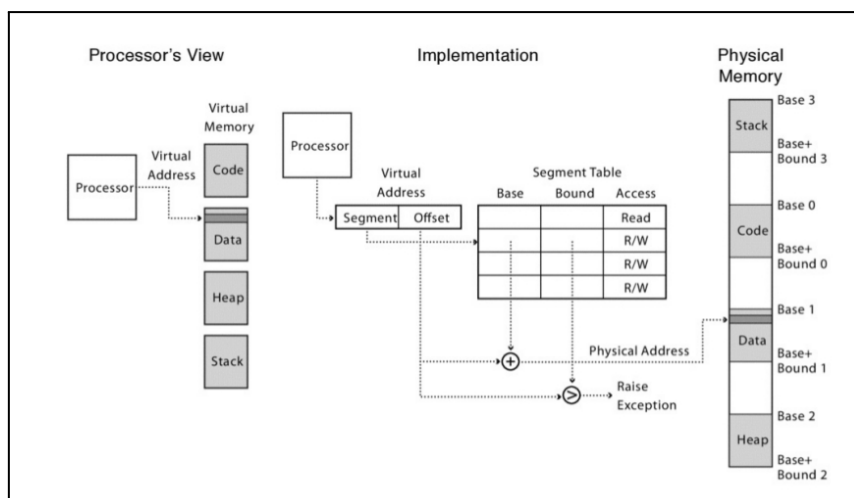 Processor's View
Implementation
Physical
Memory
Virtual
Memory
Processor
Virtual
Address
Code
Data
Heap
Stack
Processor
Virtual
Address
Segment Offset
Segment Table
Base Bound Access
Read
R/W
R/W
R/W
+
Physical Address
>
Raise
Exception
Base 3
Stack
Base+
Bound 3
Base 0
Code
Base+
Bound 0
Base 1
Data
Base+
Bound 1
Base 2
Heap
Base+
Bound 2